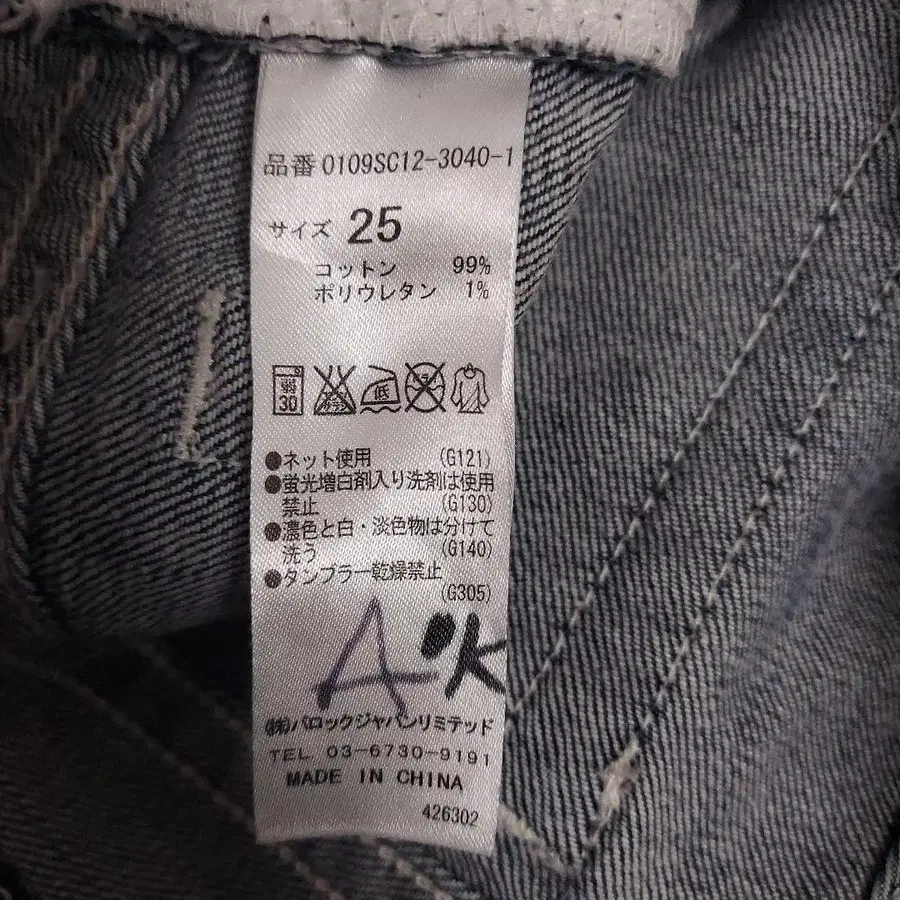 品番 0109SC12-3040-1
サイズ 25
コットン 99%
ポリウレタン 1%
弱 30 低
●ネット使用 (G121)
●蛍光増白剤入り洗剤は使用
禁止 (G130)
●濃色と白・淡色物は分けて
洗う (G140)
●タンブラー乾燥禁止
(G305)
A"K
㈱バロックジャパンリミテッド
TEL 03-6730-9191
MADE IN CHINA
426302